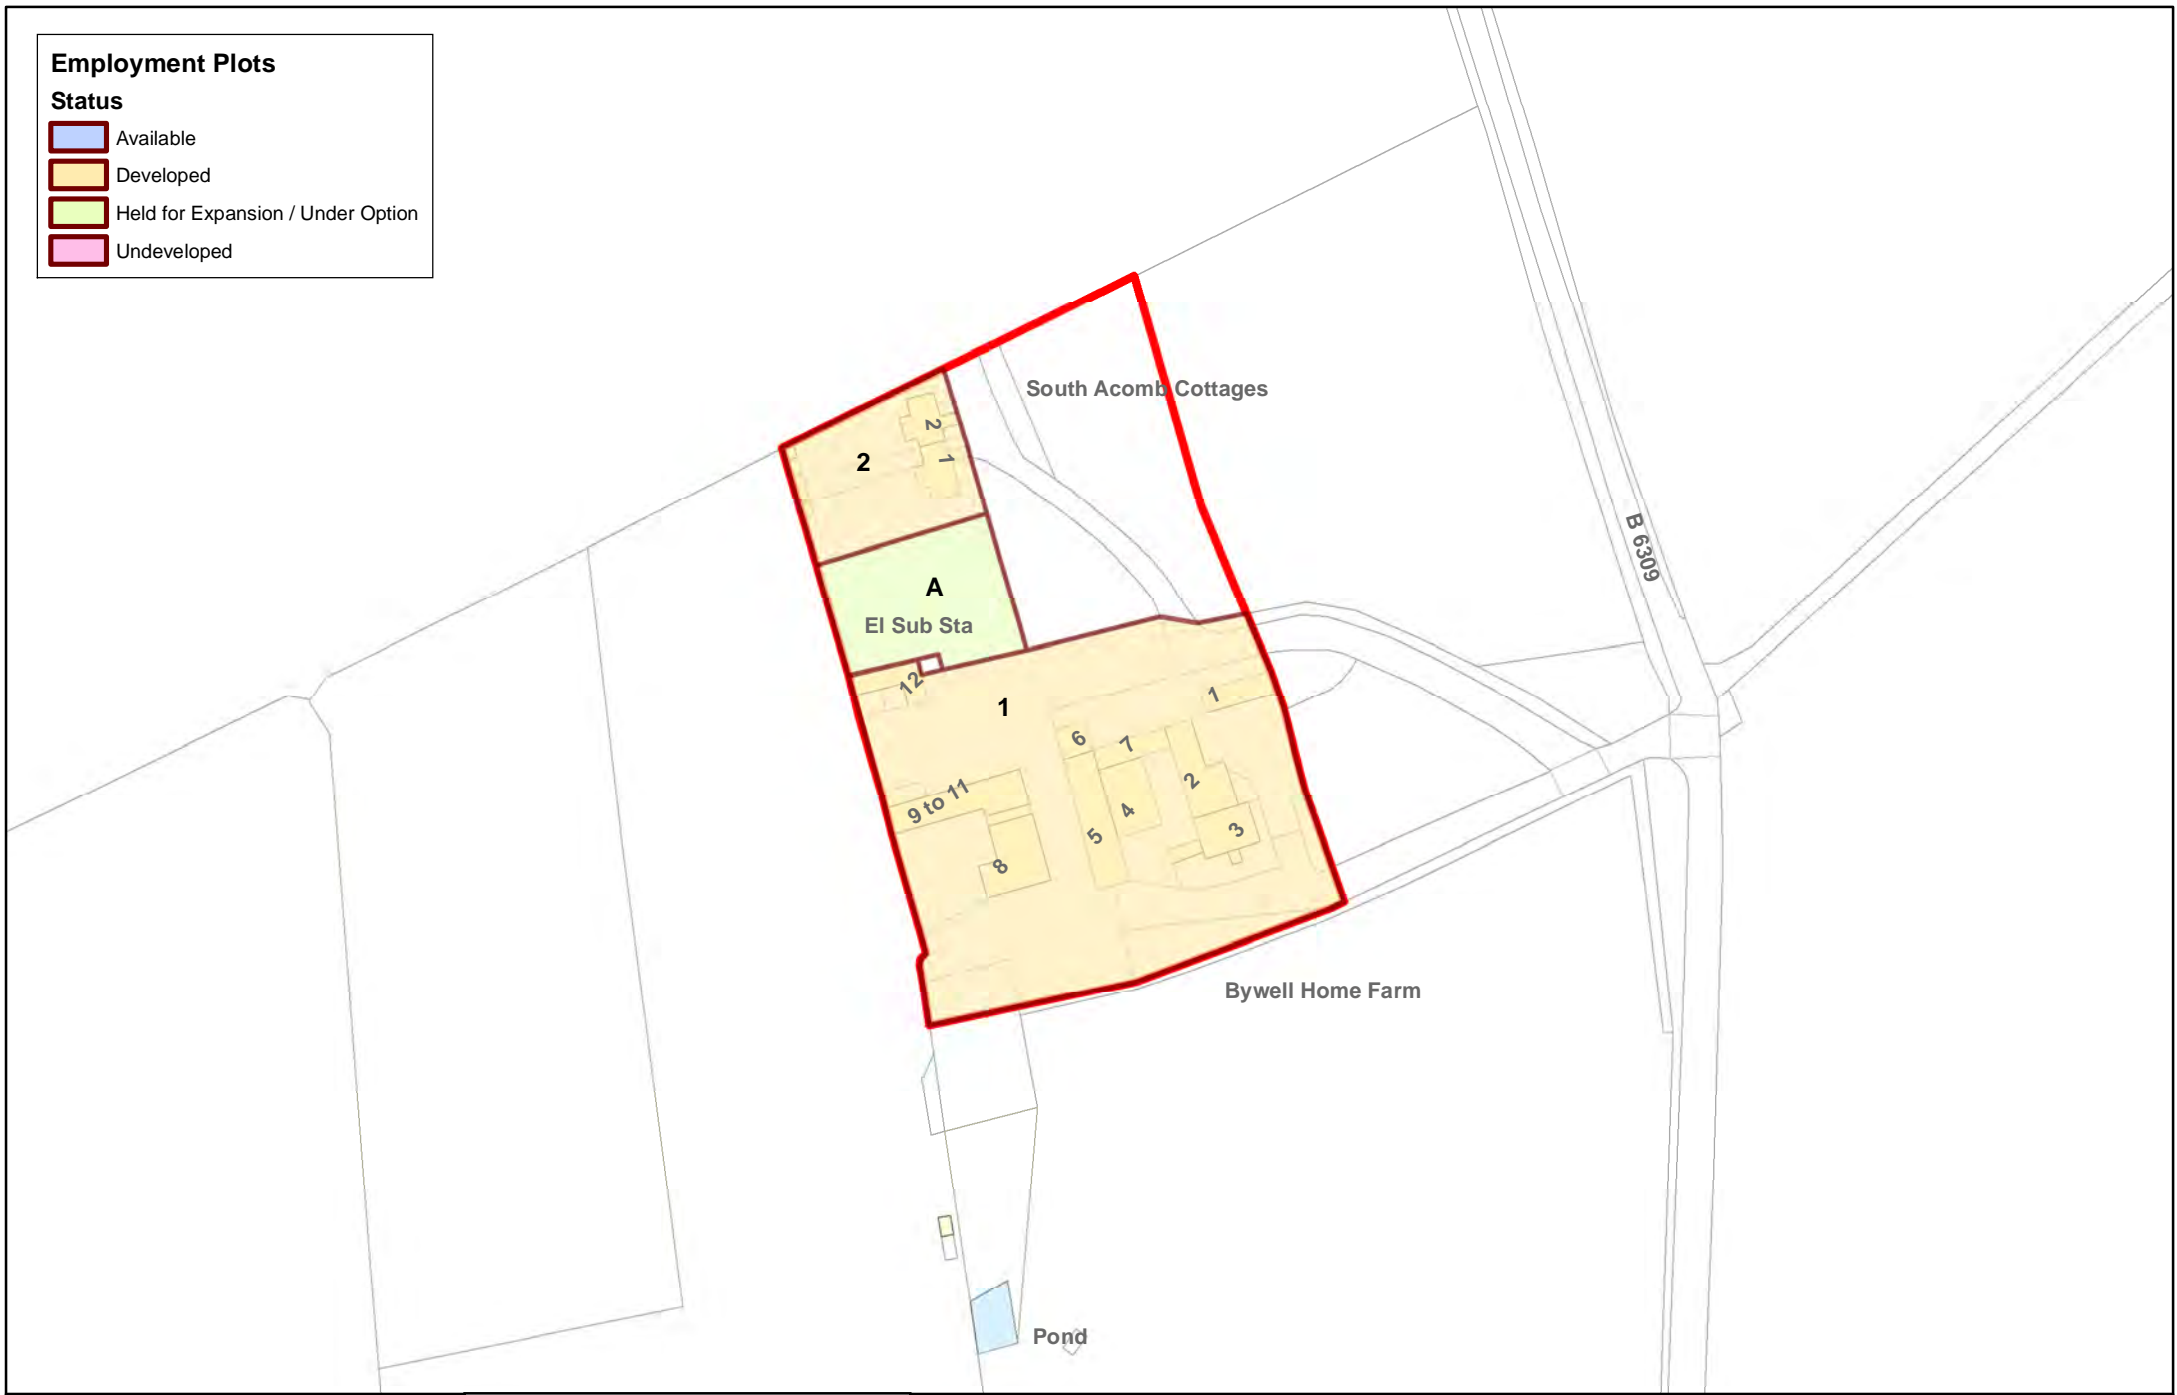 Employment Plots
Status
Available
Developed
Held for Expansion / Under Option
Undeveloped
South Acomb Cottages
2
1
2
B 6309
A
El Sub Sta
12
1
1
6
7
2
9 to 11
4
5
3
8
Bywell Home Farm
Pond